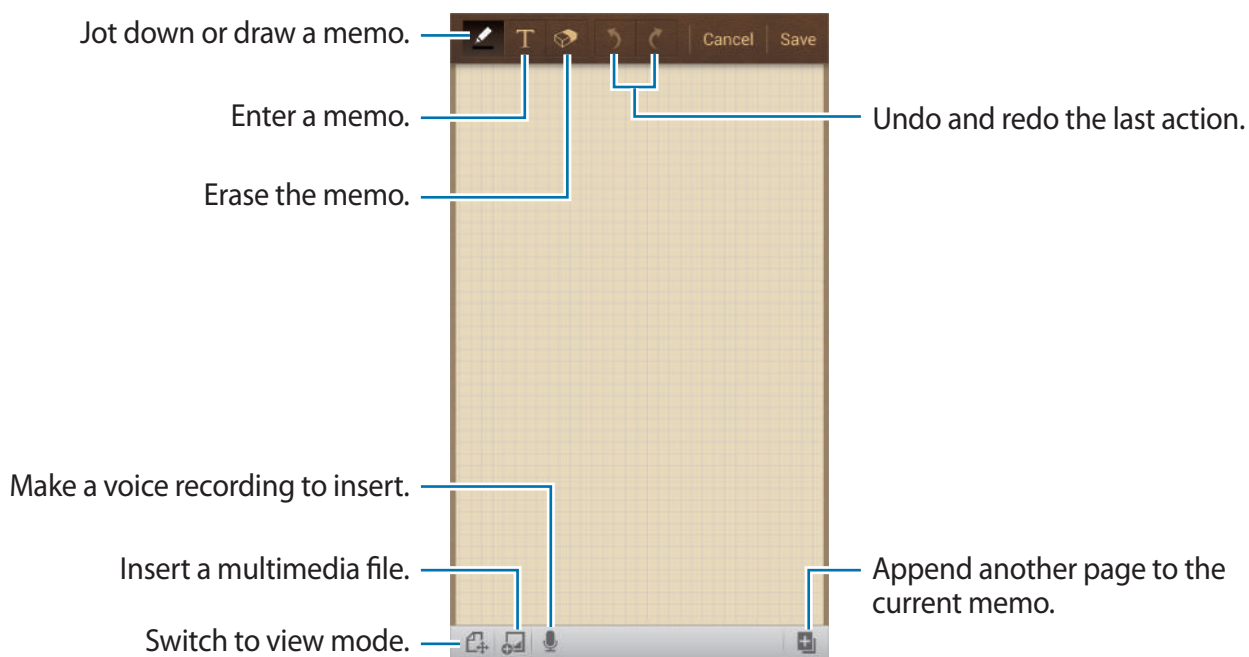 Jot down or draw a memo.
T
Cancel
Save
Enter a memo.
Undo and redo the last action.
Erase the memo.
Make a voice recording to insert.
Insert a multimedia file.
Append another page to the
current memo.
Switch to view mode.